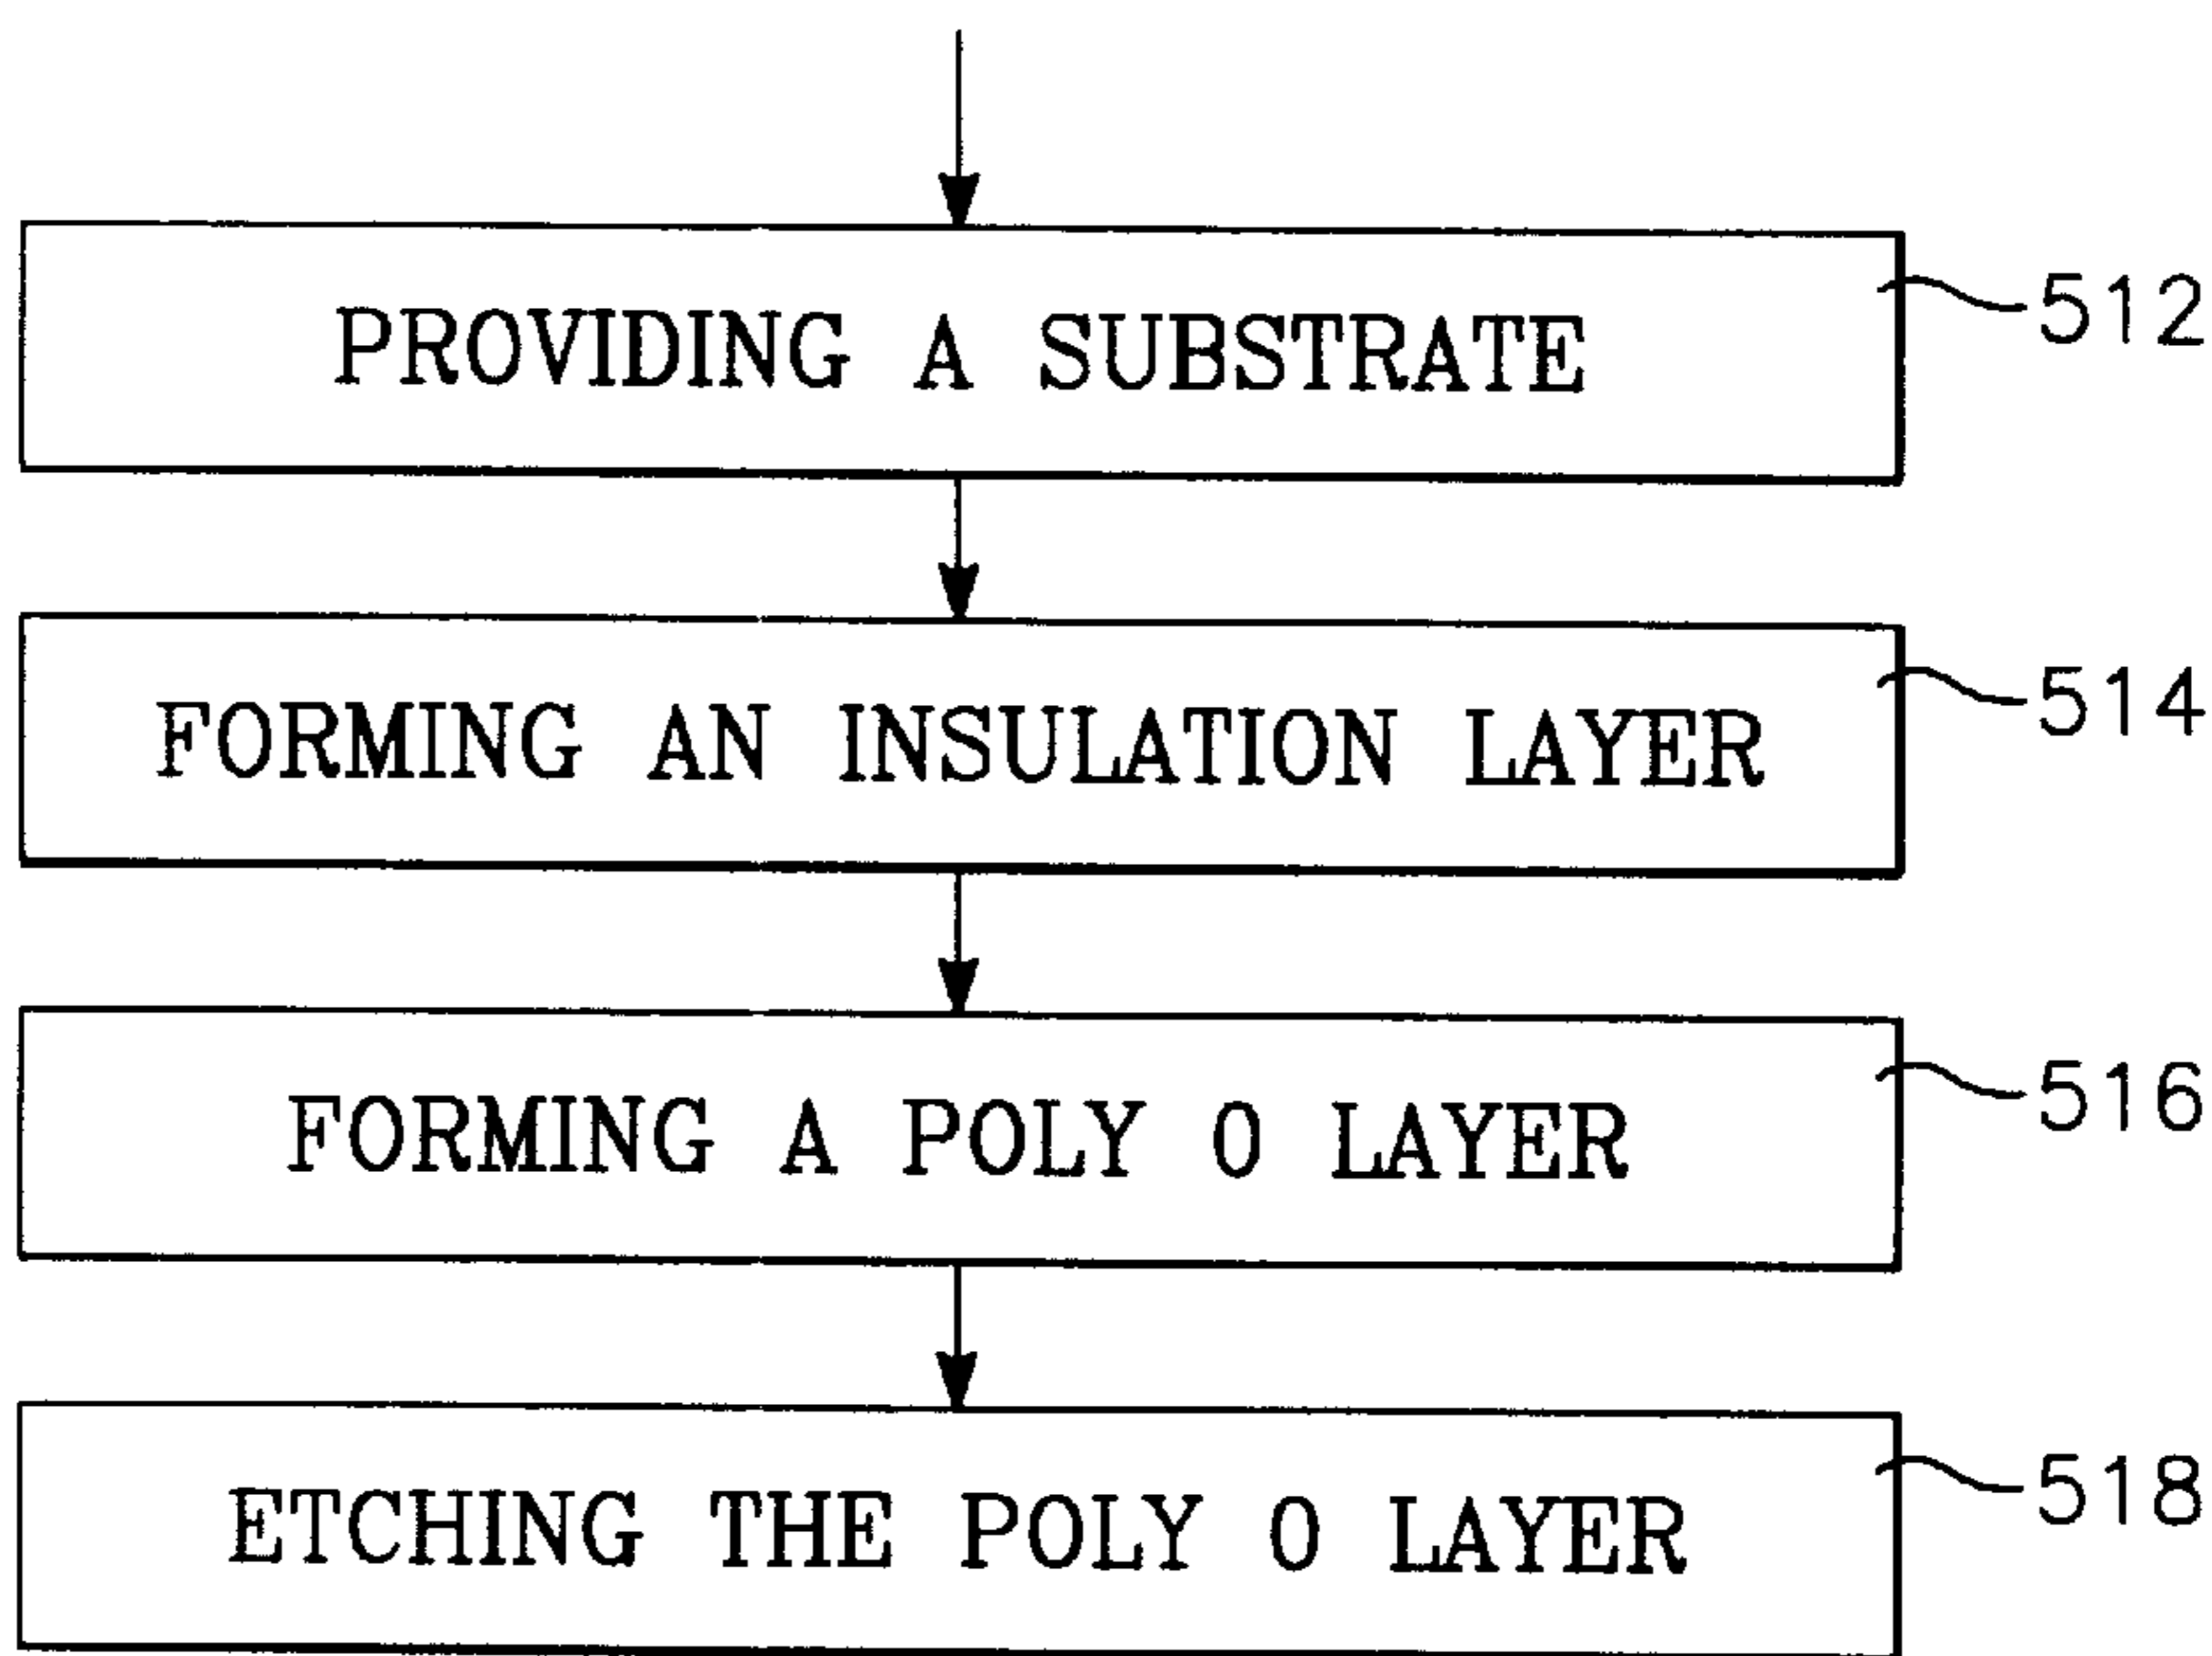 PROVIDING A SUBSTRATE 512
FORMING AN INSULATION LAYER 514
FORMING A POLY 0 LAYER 516
ETCHING THE POLY 0 LAYER 518